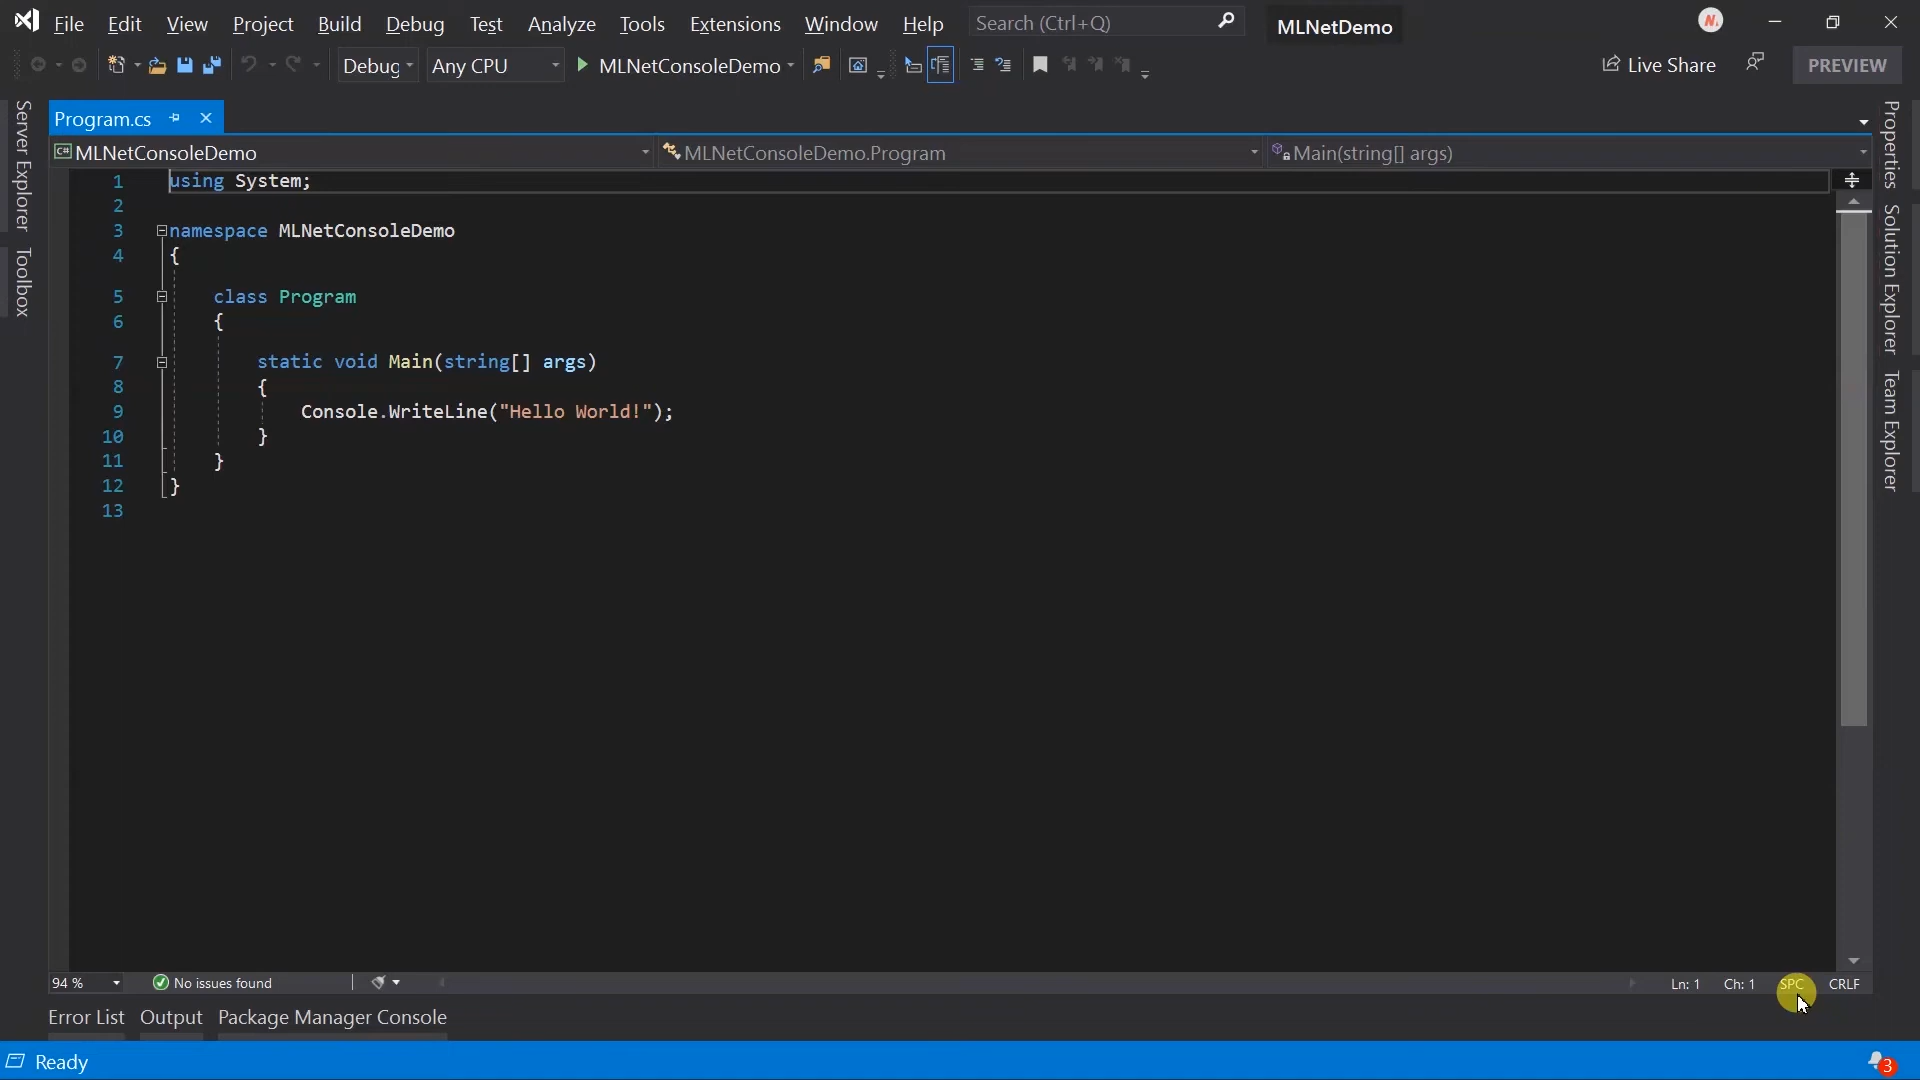 File Edit View Project Build Debug Test Analyze Tools Extensions Window Help Search (Ctrl+Q) MLNetDemo
Debug Any CPU MLNetConsoleDemo Live Share PREVIEW
Server Explorer
Toolbox
Program.cs
MLNetConsoleDemo MLNetConsoleDemo.Program Main(string[] args)
1 using System;
2
3 namespace MLNetConsoleDemo
4 {
5 class Program
6 {
7 static void Main(string[] args)
8 {
9 Console.WriteLine("Hello World!");
10 }
11 }
12 }
13
Properties
Solution Explorer
Team Explorer
94 % No issues found Ln: 1 Ch: 1 SPC CRLF
Error List Output Package Manager Console
Ready 3